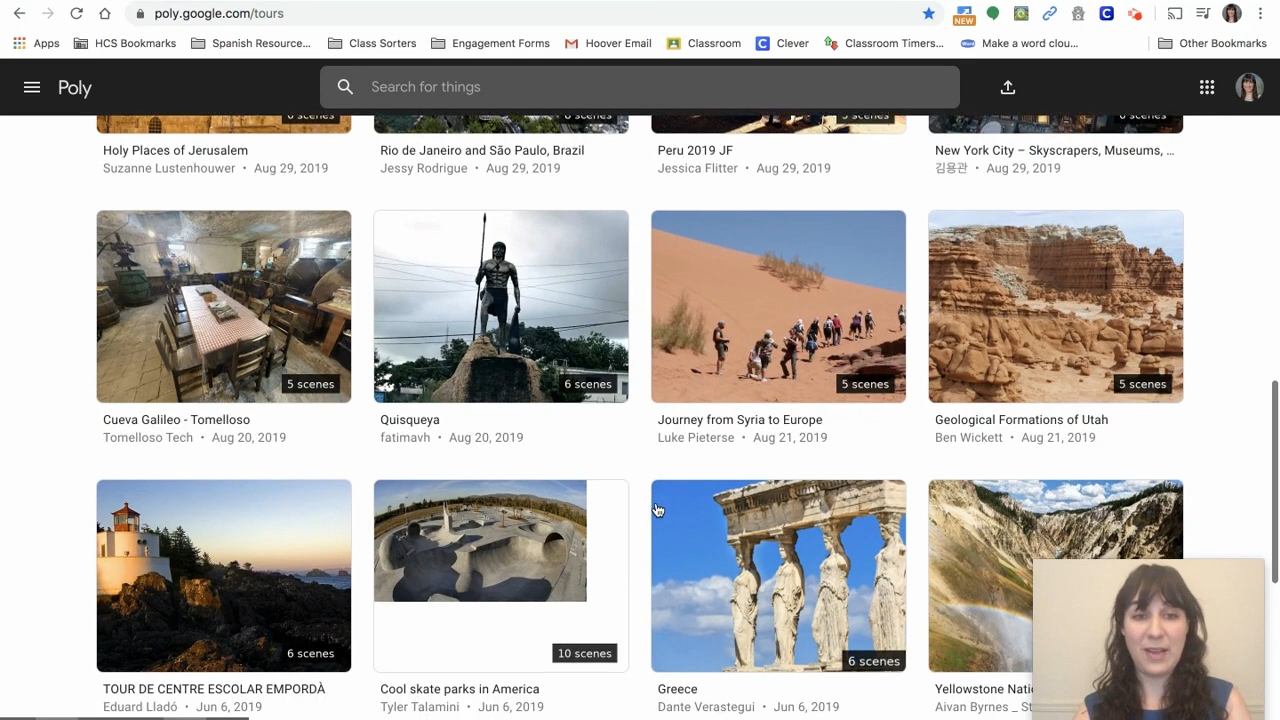 poly.google.com/tours
NEW
Apps HCS Bookmarks Spanish Resource... Class Sorters Engagement Forms Hoover Email Classroom Clever Classroom Timers... Make a word clou... Other Bookmarks
Poly Search for things
Holy Places of Jerusalem
Suzanne Lustenhouwer • Aug 29, 2019
Rio de Janeiro and São Paulo, Brazil
Jessy Rodrigue • Aug 29, 2019
Peru 2019 JF
Jessica Flitter • Aug 29, 2019
New York City – Skyscrapers, Museums, …
김용관 • Aug 29, 2019
5 scenes
Cueva Galileo - Tomelloso
Tomelloso Tech • Aug 20, 2019
6 scenes
Quisqueya
fatimavh • Aug 20, 2019
5 scenes
Journey from Syria to Europe
Luke Pieterse • Aug 21, 2019
5 scenes
Geological Formations of Utah
Ben Wickett • Aug 21, 2019
6 scenes
TOUR DE CENTRE ESCOLAR EMPORDÀ
Eduard Lladó • Jun 6, 2019
10 scenes
Cool skate parks in America
Tyler Talamini • Jun 6, 2019
6 scenes
Greece
Dante Verastegui • Jun 6, 2019
Yellowstone Nati
Aivan Byrnes _ St